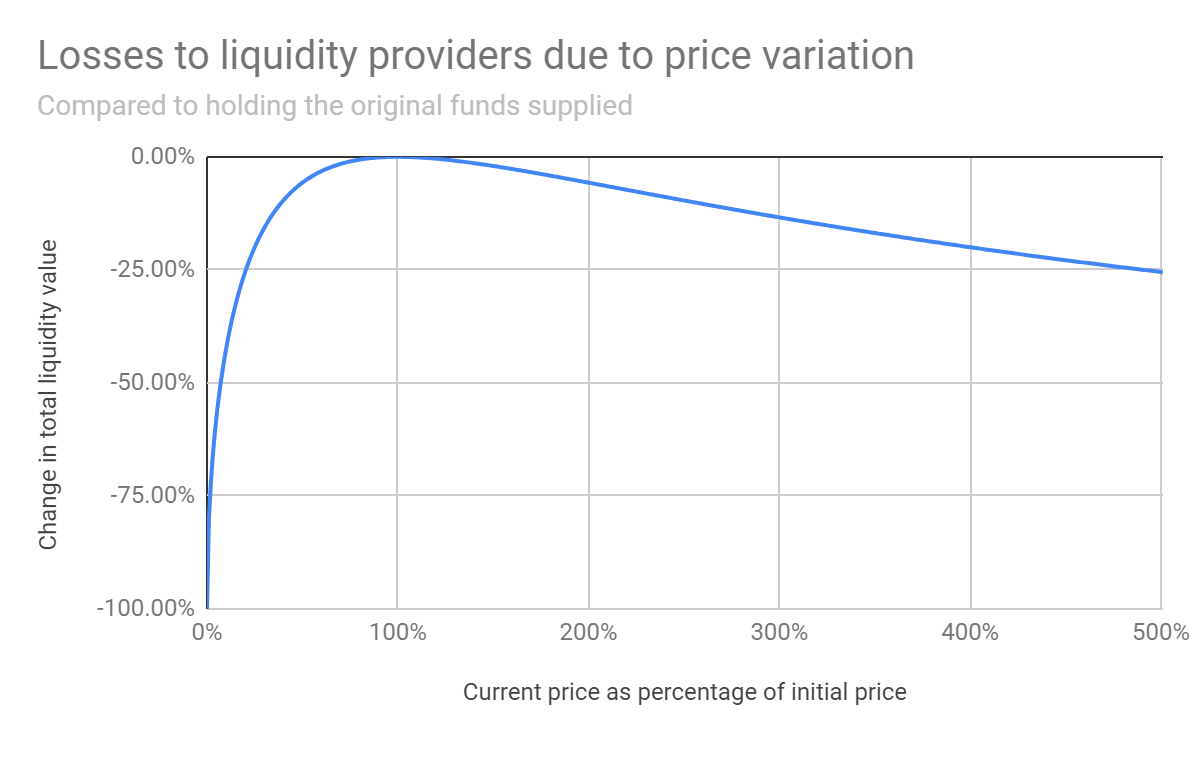 Losses to liquidity providers due to price variation
Compared to holding the original funds supplied
Change in total liquidity value
0.00%
-25.00%
-50.00%
-75.00%
-100.00%
0%
100%
200%
300%
400%
500%
Current price as percentage of initial price